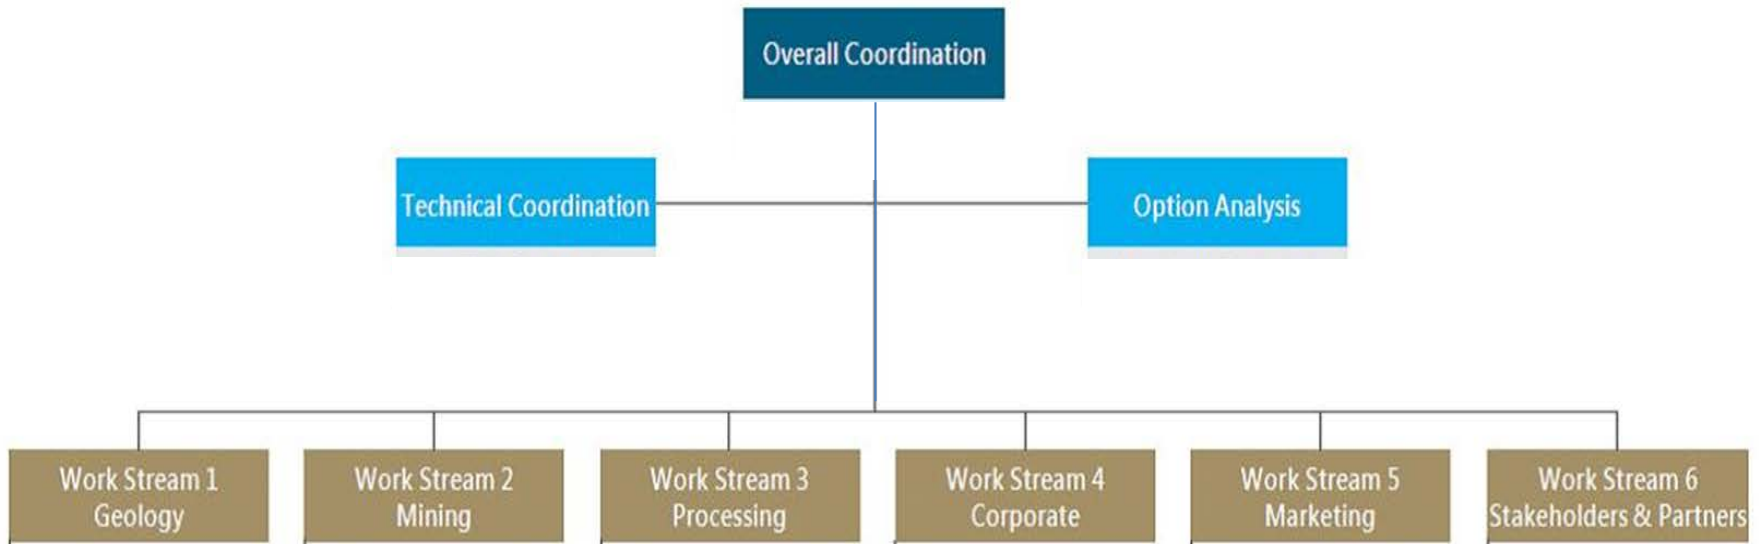 Overall Coordination
Technical Coordination
Option Analysis
Work Stream 1
Geology
Work Stream 2
Mining
Work Stream 3
Processing
Work Stream 4
Corporate
Work Stream 5
Marketing
Work Stream 6
Stakeholders & Partners